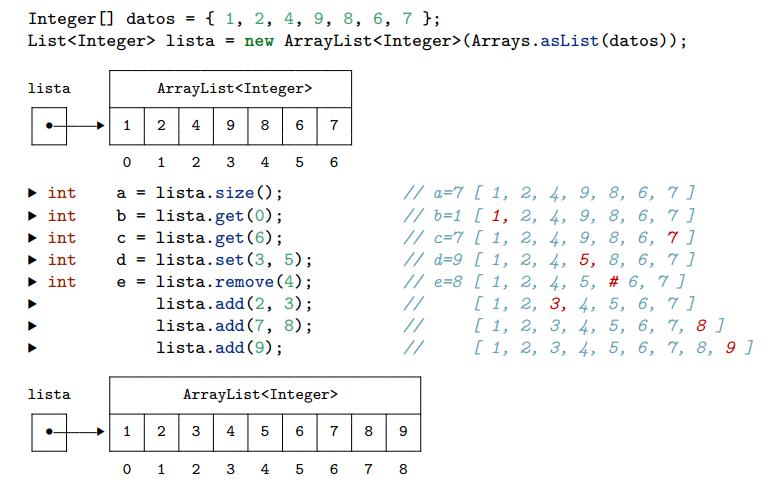 Integer[] datos = { 1, 2, 4, 9, 8, 6, 7 };
List<Integer> lista = new ArrayList<Integer>(Arrays.asList(datos));
lista ArrayList<Integer>
1 2 4 9 8 6 7
0 1 2 3 4 5 6
▶ int a = lista.size(); // a=7 [ 1, 2, 4, 9, 8, 6, 7 ]
▶ int b = lista.get(0); // b=1 [ 1, 2, 4, 9, 8, 6, 7 ]
▶ int c = lista.get(6); // c=7 [ 1, 2, 4, 9, 8, 6, 7 ]
▶ int d = lista.set(3, 5); // d=9 [ 1, 2, 4, 5, 8, 6, 7 ]
▶ int e = lista.remove(4); // e=8 [ 1, 2, 4, 5, # 6, 7 ]
▶ lista.add(2, 3); // [ 1, 2, 3, 4, 5, 6, 7 ]
▶ lista.add(7, 8); // [ 1, 2, 3, 4, 5, 6, 7, 8 ]
▶ lista.add(9); // [ 1, 2, 3, 4, 5, 6, 7, 8, 9 ]
lista ArrayList<Integer>
1 2 3 4 5 6 7 8 9
0 1 2 3 4 5 6 7 8